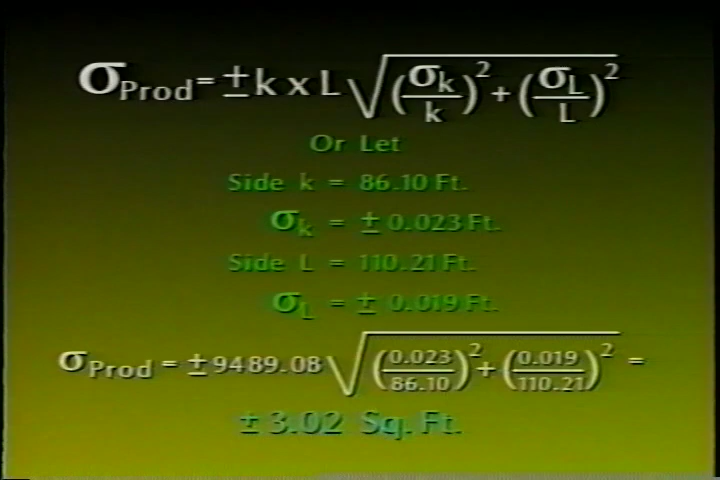 σProd = ±k x L√((σk/k)²+(σL/L)²)
Or Let
Side k = 86.10 Ft.
σk = ± 0.023 Ft.
Side L = 110.21 Ft.
σL = ± 0.019 Ft.
σProd = ±9489.08√((0.023/86.10)²+(0.019/110.21)²) =
±3.02 Sq. Ft.